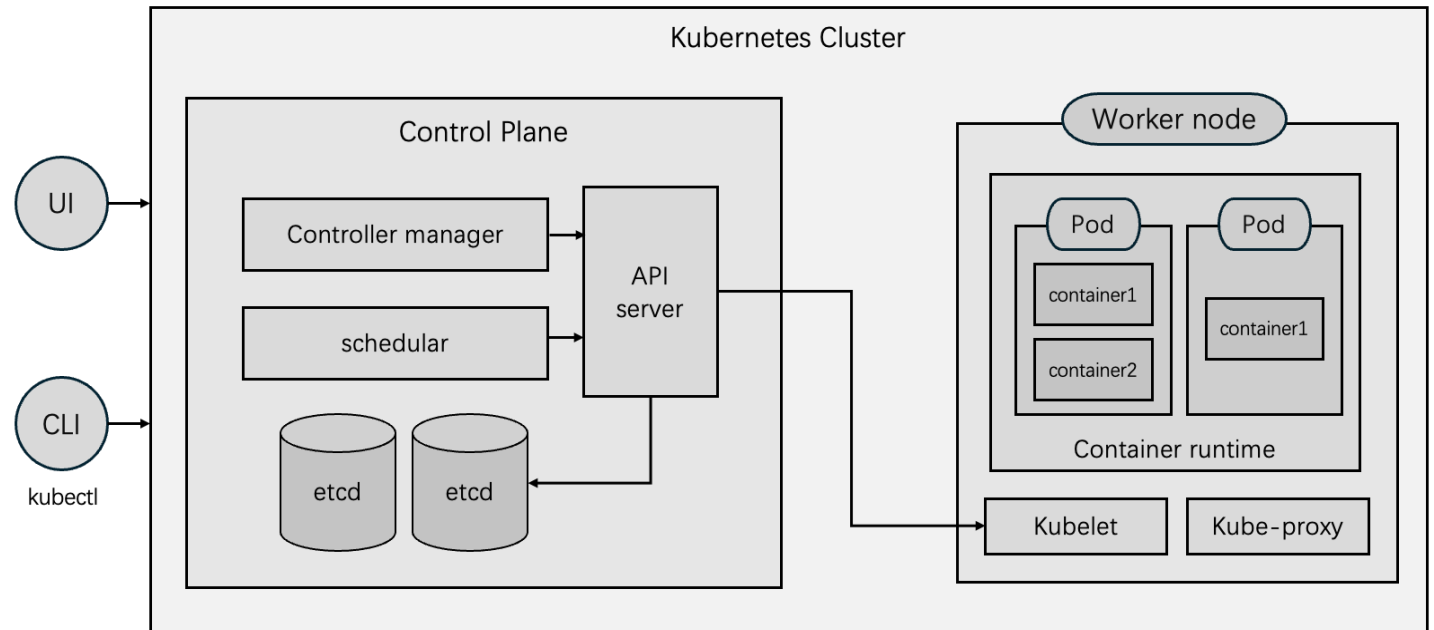 Kubernetes Cluster
Control Plane
Worker node
UI
Controller manager
API
server
schedular
etcd
etcd
CLI
kubectl
Pod
Pod
container1
container2
container1
Container runtime
Kubelet
Kube-proxy